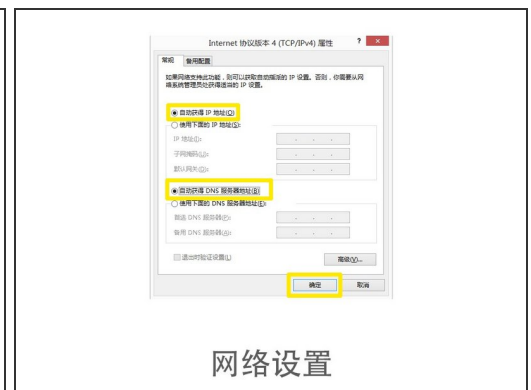 Internet 协议版本 4 (TCP/IPv4) 属性
?
×
常规
备用配置
如果网络支持此功能，则可以获取自动指派的 IP 设置。否则，你需要从网
络系统管理员处获得适当的 IP 设置。
自动获得 IP 地址(O)
使用下面的 IP 地址(S):
IP 地址(I):
子网掩码(U):
默认网关(D):
自动获得 DNS 服务器地址(B)
使用下面的 DNS 服务器地址(E):
首选 DNS 服务器(P):
备用 DNS 服务器(A):
退出时验证设置(L)
高级(V)...
确定
取消
网络设置